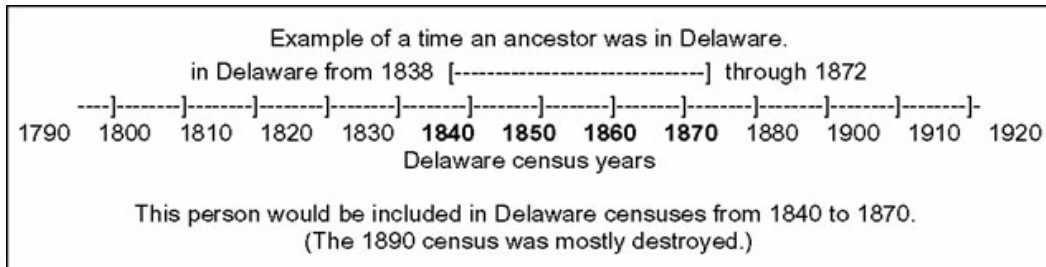 Example of a time an ancestor was in Delaware.
in Delaware from 1838 [-------------------------------] through 1872
----]--------]--------]--------]--------]--------]--------]--------]--------]--------]--------]--------]--------]-
1790 1800 1810 1820 1830 1840 1850 1860 1870 1880 1900 1910 1920
Delaware census years
This person would be included in Delaware censuses from 1840 to 1870.
(The 1890 census was mostly destroyed.)